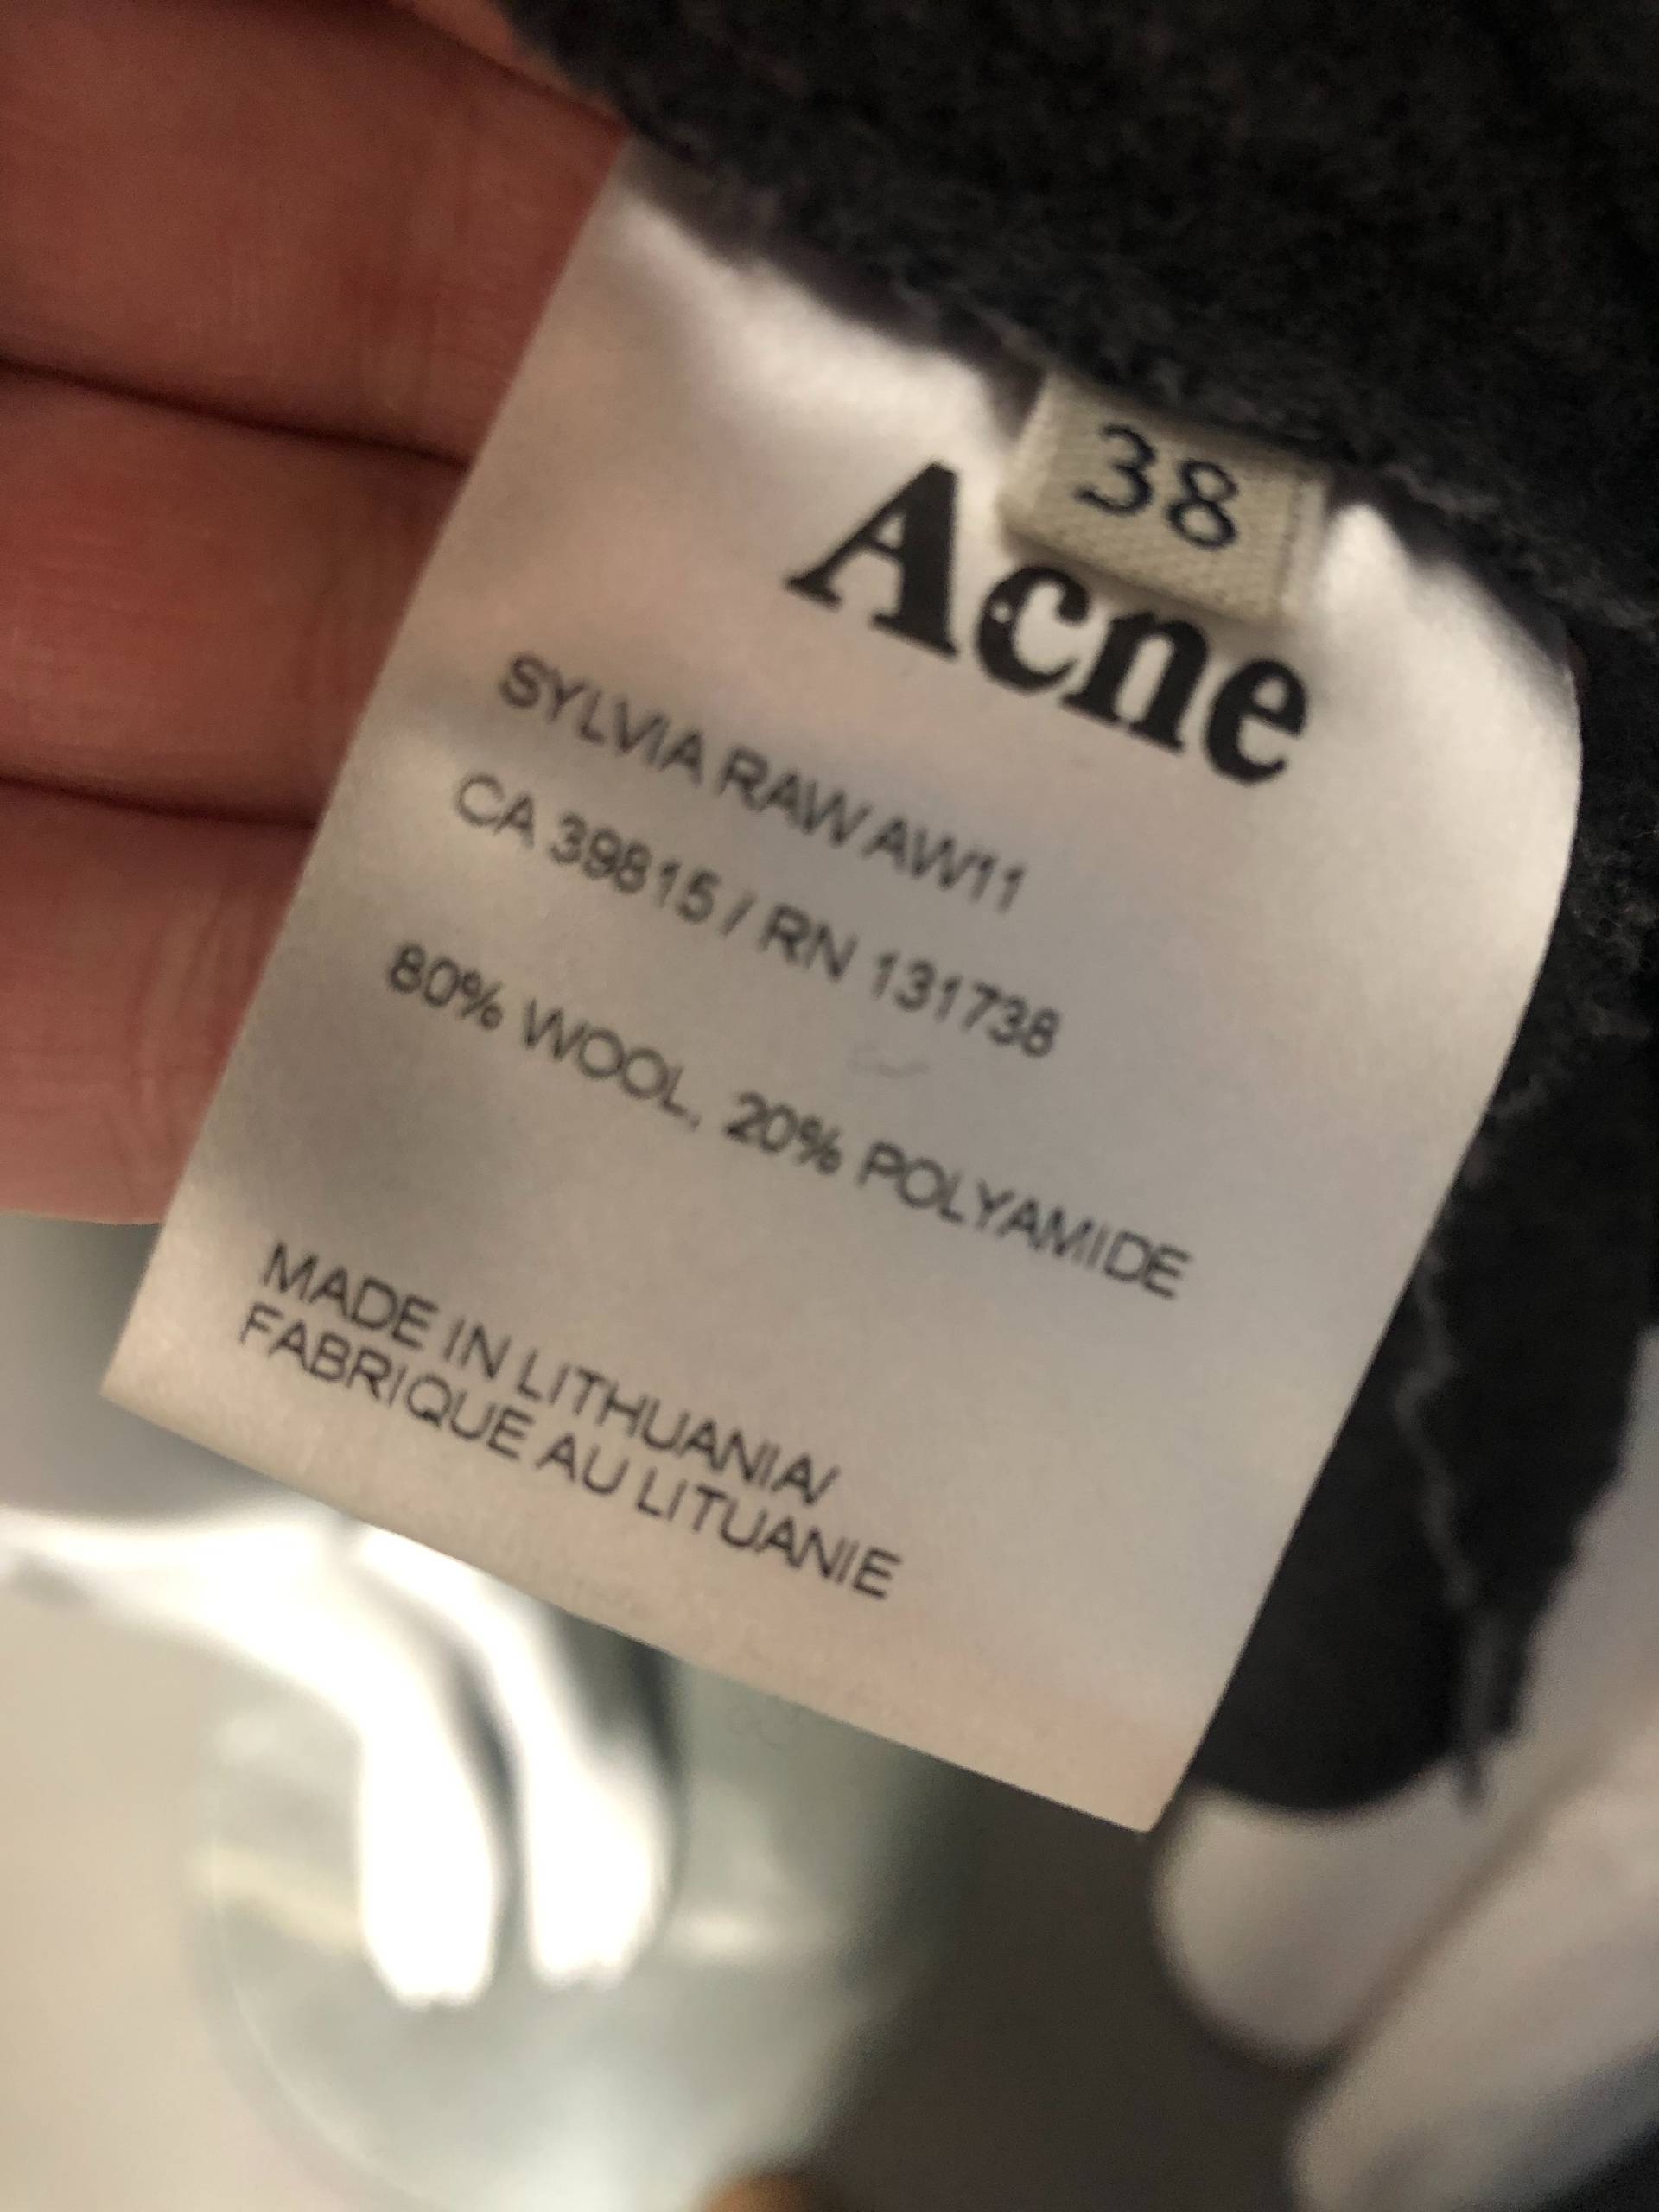 38
Acne
SYLVIA RAW AW11
CA 39815 / RN 131738
80% WOOL, 20% POLYAMIDE
MADE IN LITHUANIA/
FABRIQUE AU LITUANIE